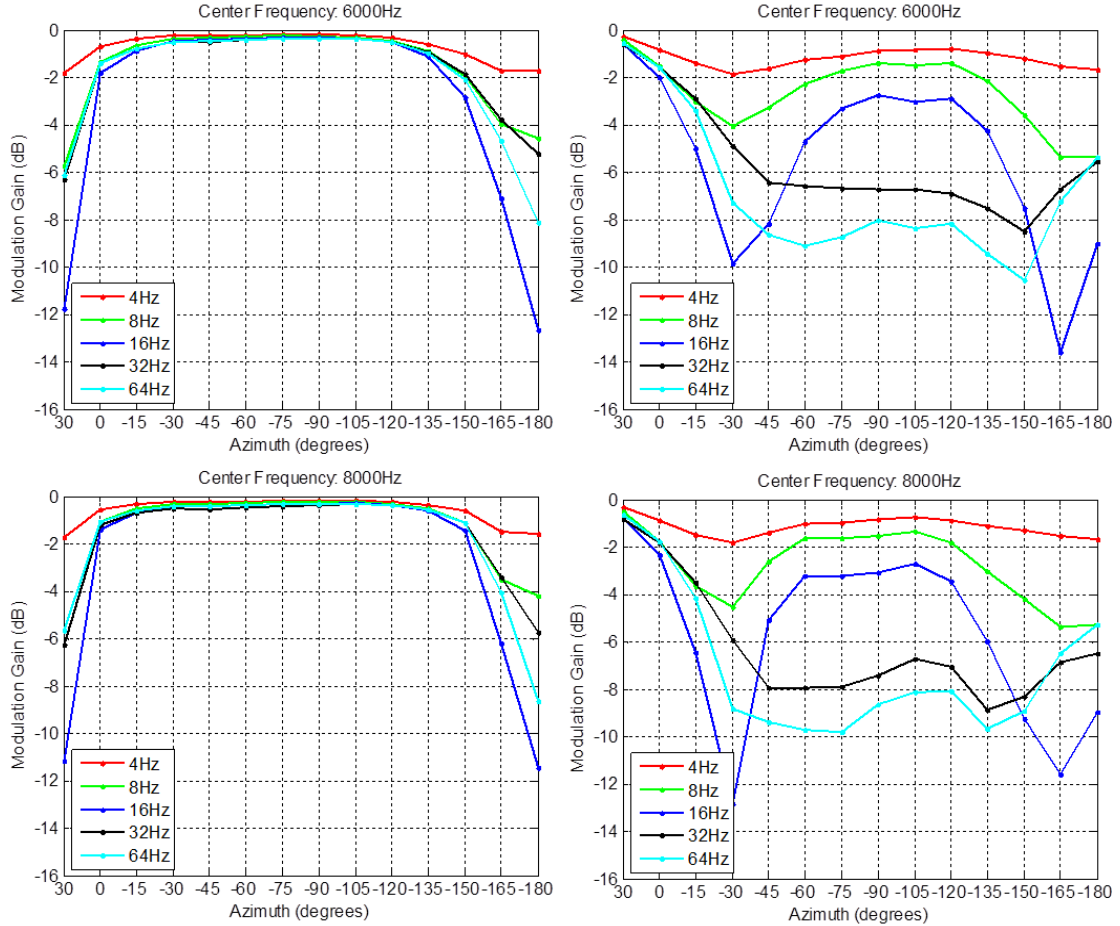 Center Frequency: 6000Hz
Modulation Gain (dB)
0
-2
-4
-6
-8
-10
-12
-14
-16
4Hz
8Hz
16Hz
32Hz
64Hz
30 0 -15 -30 -45 -60 -75 -90 -105 -120 -135 -150 -165 -180
Azimuth (degrees)
Center Frequency: 6000Hz
Modulation Gain (dB)
0
-2
-4
-6
-8
-10
-12
-14
-16
4Hz
8Hz
16Hz
32Hz
64Hz
30 0 -15 -30 -45 -60 -75 -90 -105 -120 -135 -150 -165 -180
Azimuth (degrees)
Center Frequency: 8000Hz
Modulation Gain (dB)
0
-2
-4
-6
-8
-10
-12
-14
-16
4Hz
8Hz
16Hz
32Hz
64Hz
30 0 -15 -30 -45 -60 -75 -90 -105 -120 -135 -150 -165 -180
Azimuth (degrees)
Center Frequency: 8000Hz
Modulation Gain (dB)
0
-2
-4
-6
-8
-10
-12
-14
-16
4Hz
8Hz
16Hz
32Hz
64Hz
30 0 -15 -30 -45 -60 -75 -90 -105 -120 -135 -150 -165 -180
Azimuth (degrees)